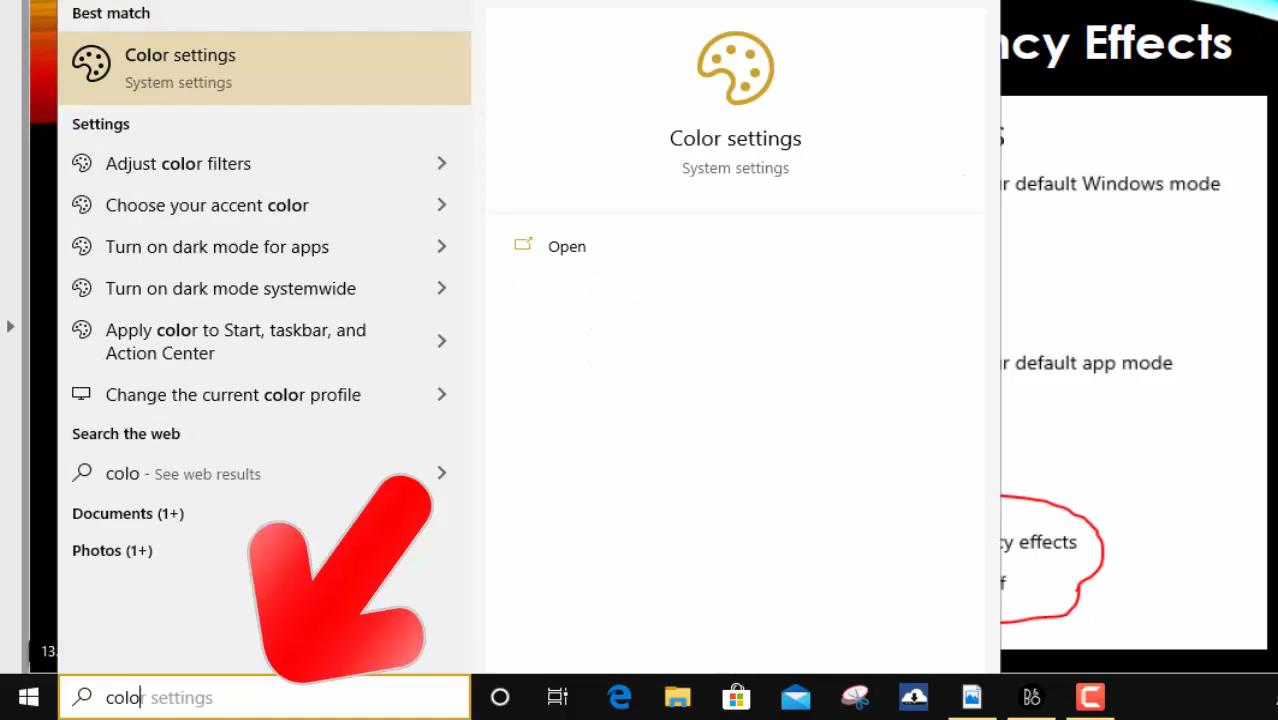 Best match
Color settings
System settings
Settings
Adjust color filters
Choose your accent color
Turn on dark mode for apps
Turn on dark mode systemwide
Apply color to Start, taskbar, and
Action Center
Change the current color profile
Search the web
colo - See web results
Documents (1+)
Photos (1+)
color settings
Color settings
System settings
Open
ncy Effects
s
r default Windows mode
r default app mode
cy effects
f
13.
B&O